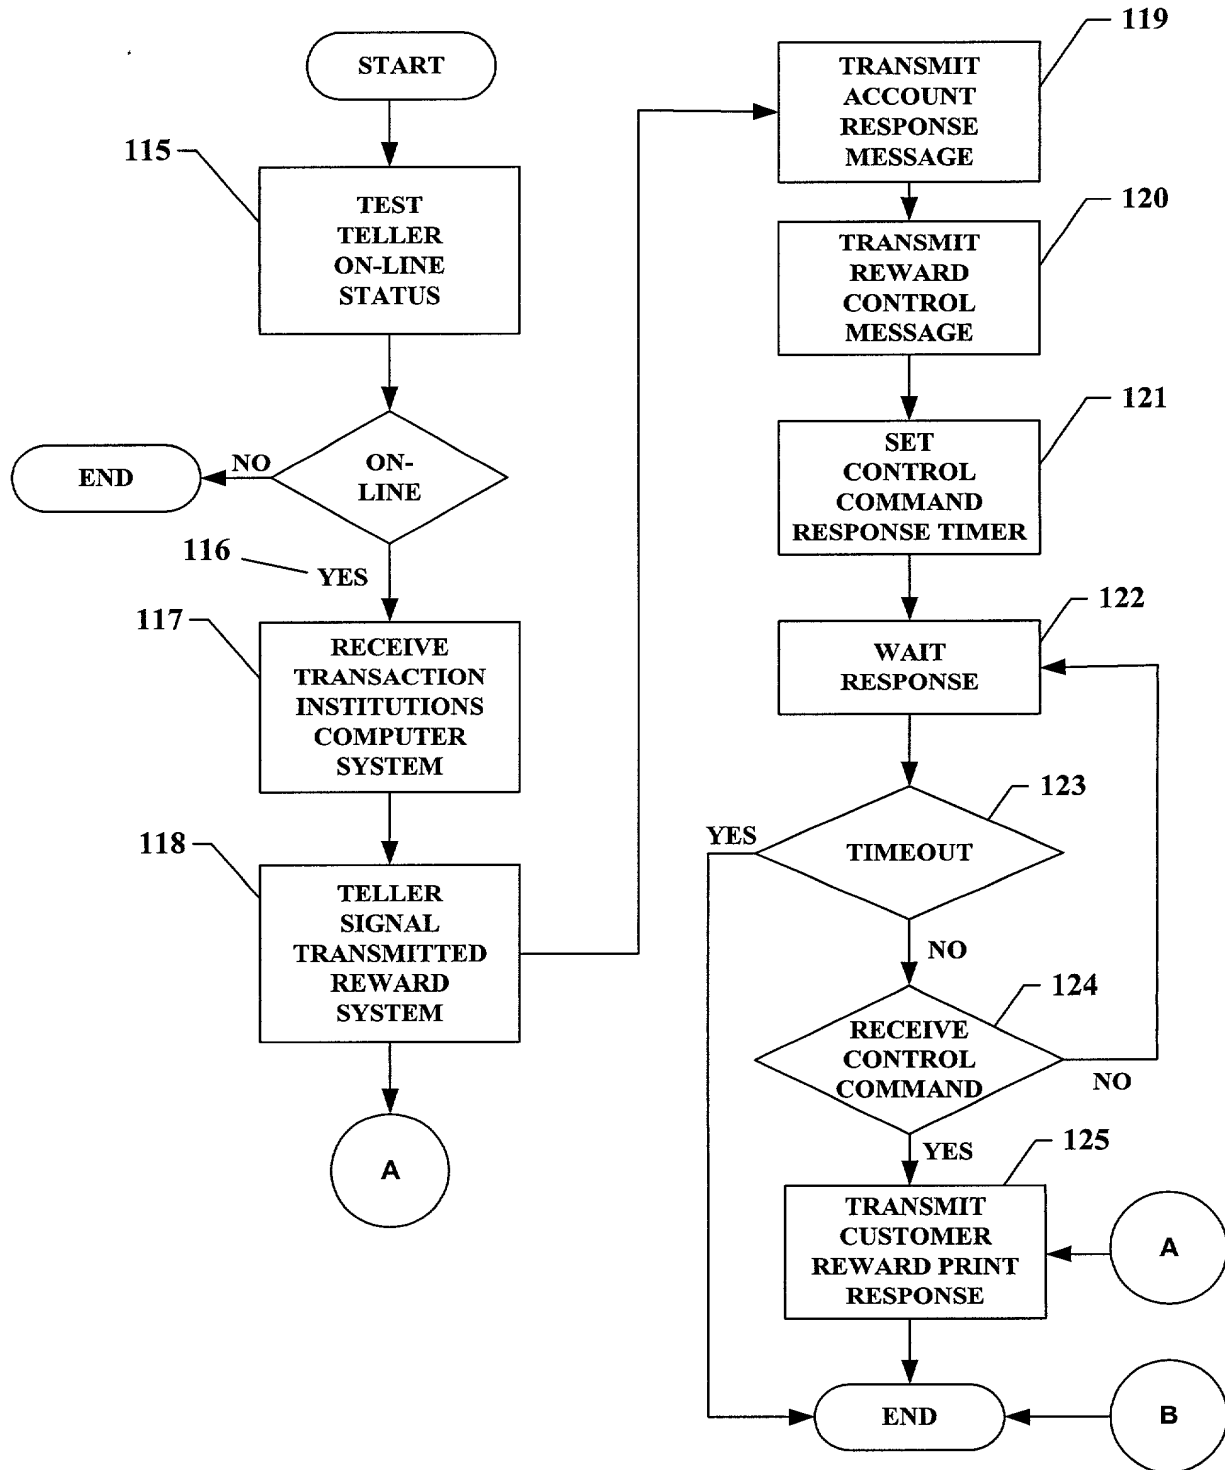 START
115
TEST
TELLER
ON-LINE
STATUS
ON-
LINE
NO
END
116
YES
117
RECEIVE
TRANSACTION
INSTITUTIONS
COMPUTER
SYSTEM
118
TELLER
SIGNAL
TRANSMITTED
REWARD
SYSTEM
A
119
TRANSMIT
ACCOUNT
RESPONSE
MESSAGE
120
TRANSMIT
REWARD
CONTROL
MESSAGE
121
SET
CONTROL
COMMAND
RESPONSE TIMER
122
WAIT
RESPONSE
123
YES
TIMEOUT
NO
124
RECEIVE
CONTROL
COMMAND
NO
YES
125
TRANSMIT
CUSTOMER
REWARD PRINT
RESPONSE
A
END
B